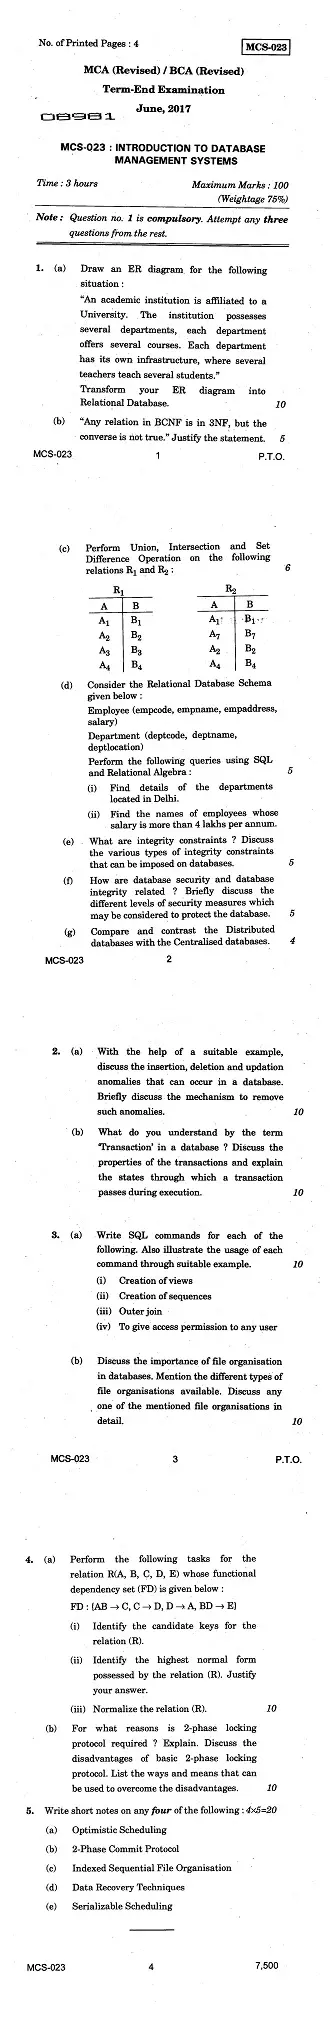 No. of Printed Pages : 4
MCS-023
MCA (Revised) / BCA (Revised)
Term-End Examination
08981
June, 2017
MCS-023 : INTRODUCTION TO DATABASE
MANAGEMENT SYSTEMS
Time : 3 hours
Maximum Marks : 100
(Weightage 75%)
Note : Question no. 1 is compulsory. Attempt any three
questions from the rest.
1. (a) Draw an ER diagram for the following
situation :
“An academic institution is affiliated to a
University. The institution possesses
several departments, each department
offers several courses. Each department
has its own infrastructure, where several
teachers teach several students.”
Transform your ER diagram into
Relational Database. 10
(b) “Any relation in BCNF is in 3NF, but the
converse is not true.” Justify the statement. 5
MCS-023 1 P.T.O.
(c) Perform Union, Intersection and Set
Difference Operation on the following
relations R1 and R2 : 6
R1 R2
A B A B
A1 B1 A1 B1
A2 B2 A7 B7
A3 B3 A2 B2
A4 B4 A4 B4
(d) Consider the Relational Database Schema
given below :
Employee (empcode, empname, empaddress,
salary)
Department (deptcode, deptname,
deptlocation)
Perform the following queries using SQL
and Relational Algebra : 5
(i) Find details of the departments
located in Delhi.
(ii) Find the names of employees whose
salary is more than 4 lakhs per annum.
(e) What are integrity constraints ? Discuss
the various types of integrity constraints
that can be imposed on databases. 5
(f) How are database security and database
integrity related ? Briefly discuss the
different levels of security measures which
may be considered to protect the database. 5
(g) Compare and contrast the Distributed
databases with the Centralised databases. 4
MCS-023 2
2. (a) With the help of a suitable example,
discuss the insertion, deletion and updation
anomalies that can occur in a database.
Briefly discuss the mechanism to remove
such anomalies. 10
(b) What do you understand by the term
‘Transaction’ in a database ? Discuss the
properties of the transactions and explain
the states through which a transaction
passes during execution. 10
3. (a) Write SQL commands for each of the
following. Also illustrate the usage of each
command through suitable example. 10
(i) Creation of views
(ii) Creation of sequences
(iii) Outer join
(iv) To give access permission to any user
(b) Discuss the importance of file organisation
in databases. Mention the different types of
file organisations available. Discuss any
one of the mentioned file organisations in
detail. 10
MCS-023 3 P.T.O.
4. (a) Perform the following tasks for the
relation R(A, B, C, D, E) whose functional
dependency set (FD) is given below :
FD : {AB → C, C → D, D → A, BD → E}
(i) Identify the candidate keys for the
relation (R).
(ii) Identify the highest normal form
possessed by the relation (R). Justify
your answer.
(iii) Normalize the relation (R). 10
(b) For what reasons is 2-phase locking
protocol required ? Explain. Discuss the
disadvantages of basic 2-phase locking
protocol. List the ways and means that can
be used to overcome the disadvantages. 10
5. Write short notes on any four of the following : 4×5=20
(a) Optimistic Scheduling
(b) 2-Phase Commit Protocol
(c) Indexed Sequential File Organisation
(d) Data Recovery Techniques
(e) Serializable Scheduling
MCS-023 4 7,500